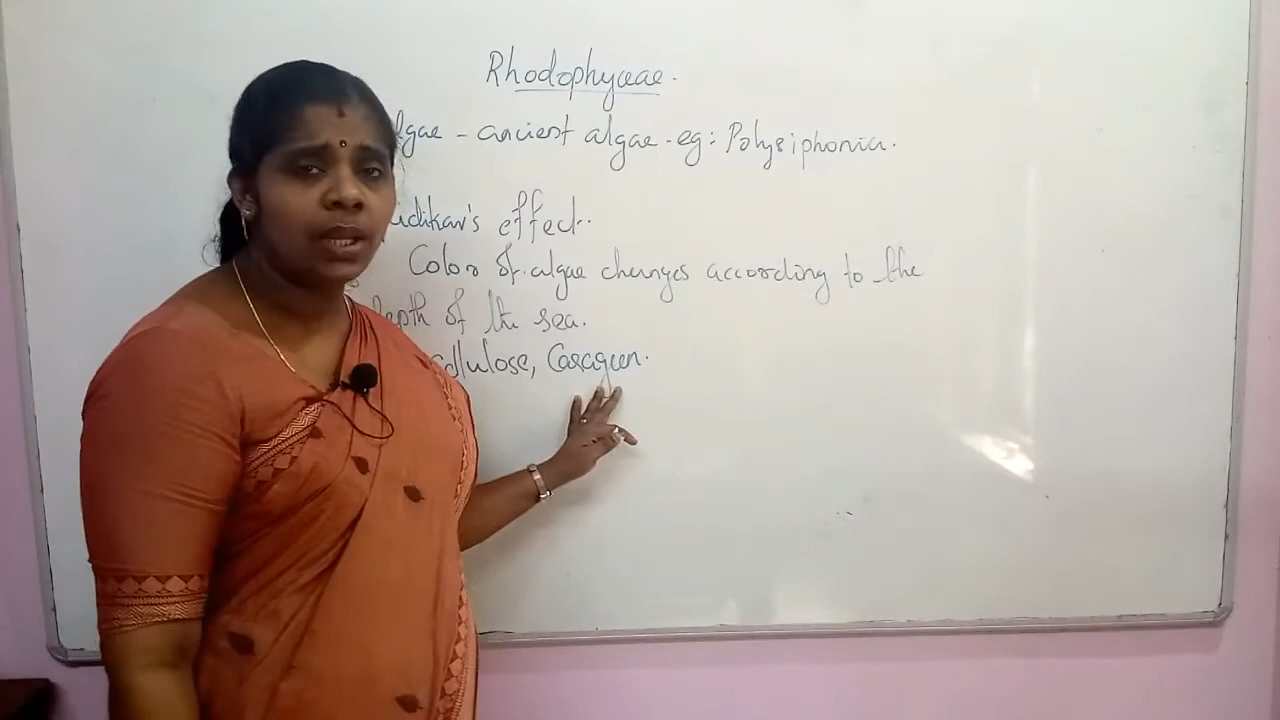 Rhodophyceae.
lgae - ancient algae - eg: Polysiphonia.
udikav's effect.
Color of algae changes according to the
depth of the sea.
cellulose, Carageen.